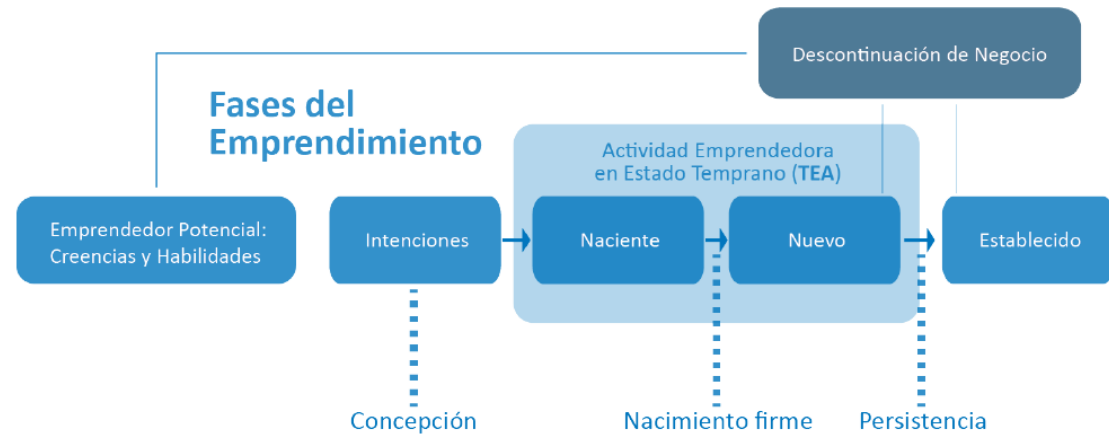 Descontinuación de Negocio
Fases del
Emprendimiento
Actividad Emprendedora
en Estado Temprano (TEA)
Emprendedor Potencial:
Creencias y Habilidades
Intenciones
Naciente
Nuevo
Establecido
Concepción
Nacimiento firme
Persistencia